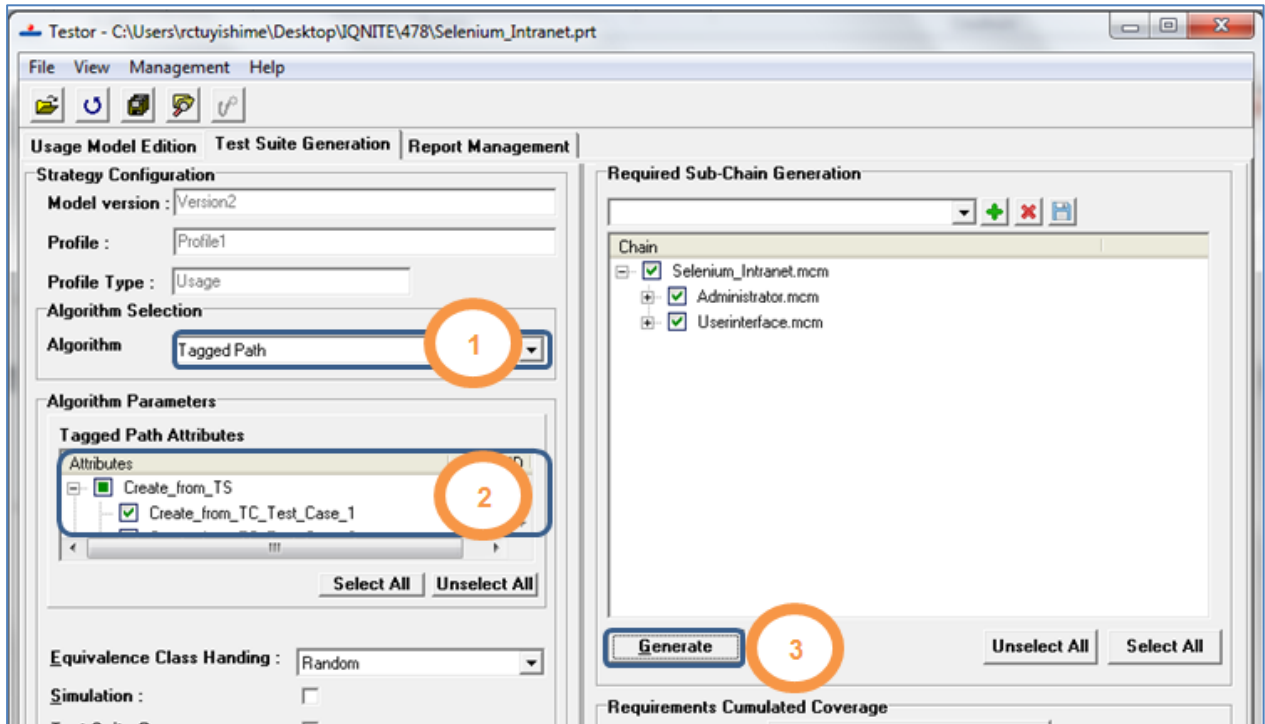 Testor - C:\Users\rctuyishime\Desktop\IQNITE\478\Selenium_Intranet.prt
File View Management Help
Usage Model Edition Test Suite Generation Report Management
Strategy Configuration
Model version : Version2
Profile : Profile1
Profile Type : Usage
Algorithm Selection
Algorithm Tagged Path 1
Algorithm Parameters
Tagged Path Attributes
Attributes
Create_from_TS 2
Create_from_TC_Test_Case_1
Select All Unselect All
Equivalence Class Handing : Random
Simulation :
Required Sub-Chain Generation
Chain
Selenium_Intranet.mcm
Administrator.mcm
Userinterface.mcm
Generate 3 Unselect All Select All
Requirements Cumulated Coverage